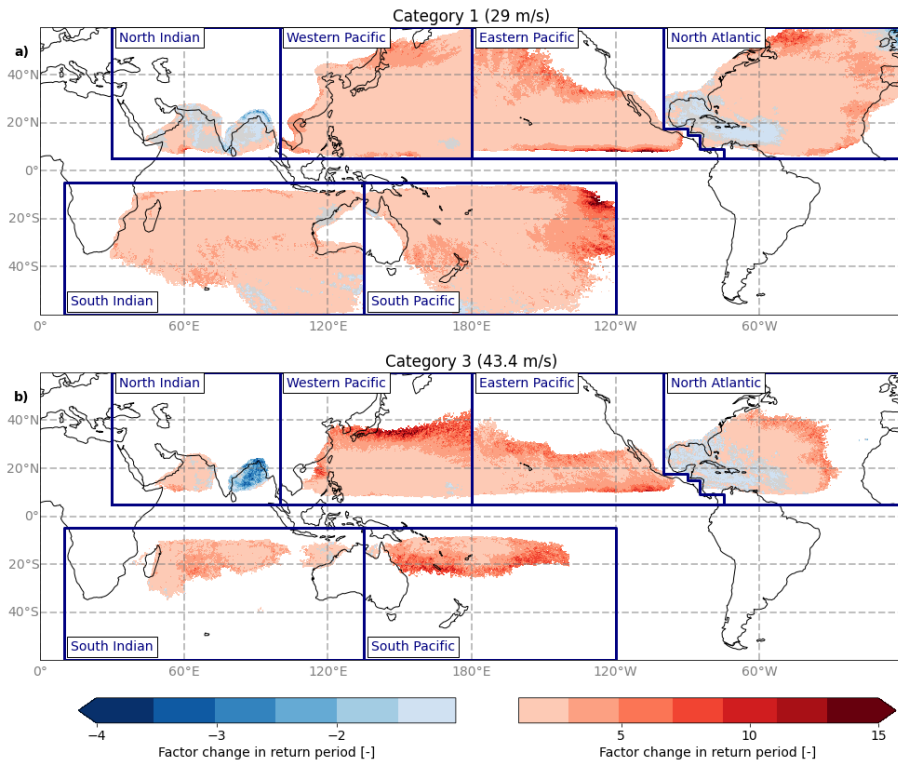 Category 1 (29 m/s)
a)
North Indian
Western Pacific
Eastern Pacific
North Atlantic
40°N
20°N
0°
20°S
40°S
South Indian
South Pacific
0°
60°E
120°E
180°E
120°W
60°W
Category 3 (43.4 m/s)
b)
North Indian
Western Pacific
Eastern Pacific
North Atlantic
40°N
20°N
0°
20°S
40°S
South Indian
South Pacific
0°
60°E
120°E
180°E
120°W
60°W
−4 −3 −2
5 10 15
Factor change in return period [-]
Factor change in return period [-]